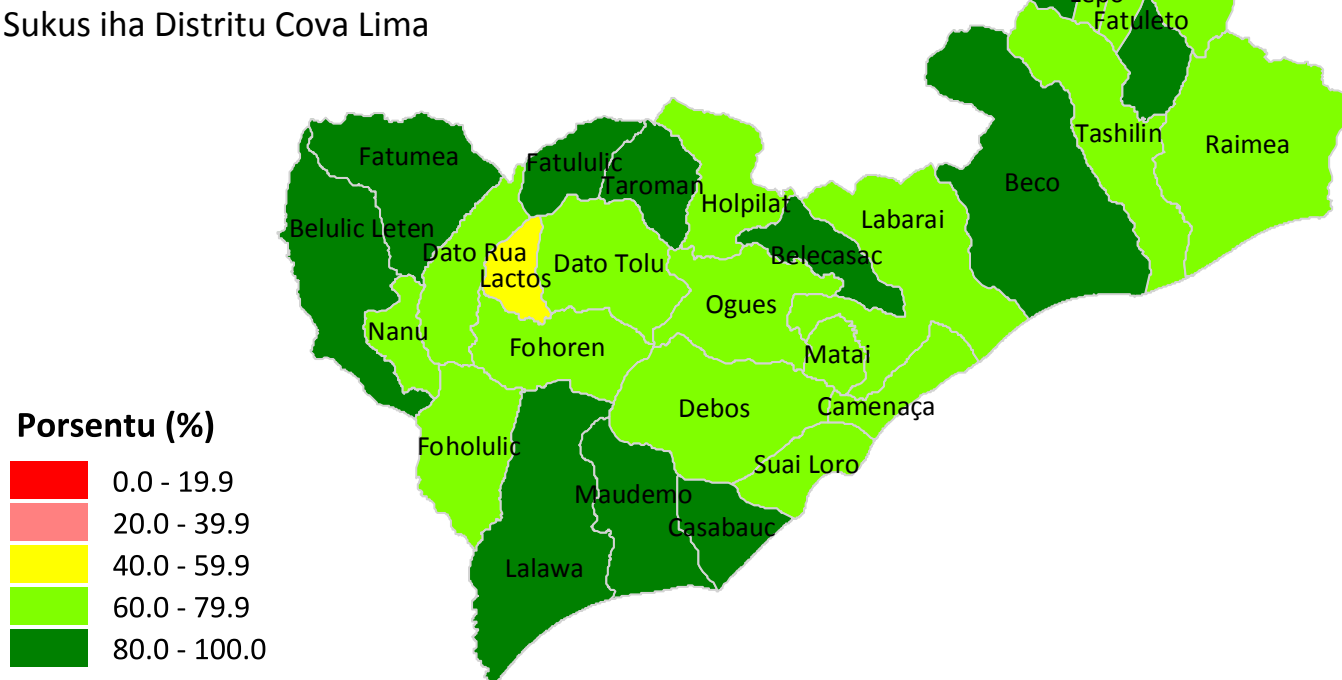 Sukus iha Distritu Cova Lima
Lepo
Fatuleto
Tashilin
Raimea
Fatumea
Fatululic
Taroman
Beco
Holpilat
Labarai
Belulic Leten
Dato Rua
Belecasac
Lactos
Dato Tolu
Ogues
Nanu
Fohoren
Matai
Debos
Camenaça
Foholulic
Suai Loro
Maudemo
Casabauc
Lalawa
Porsentu (%)
0.0 - 19.9
20.0 - 39.9
40.0 - 59.9
60.0 - 79.9
80.0 - 100.0